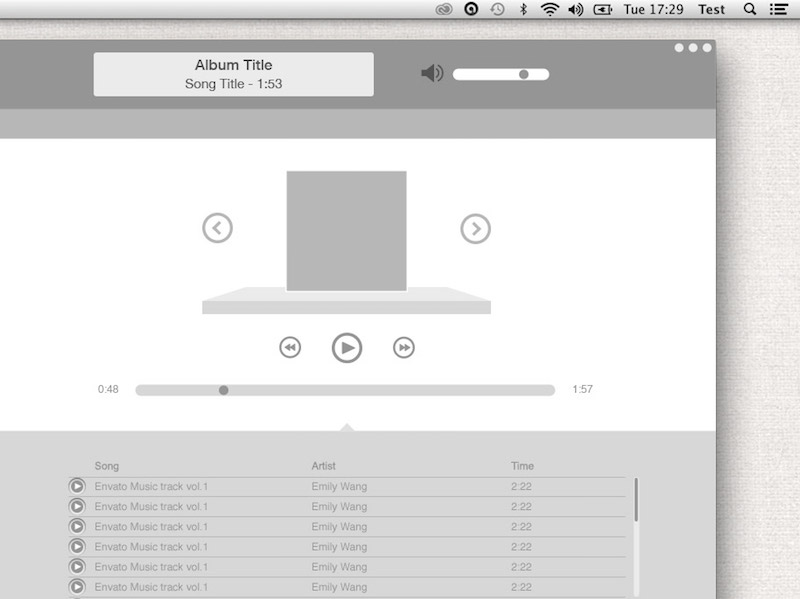 Tue 17:29 Test
Album Title
Song Title - 1:53
0:48 1:57
Song Artist Time
Envato Music track vol.1 Emily Wang 2:22
Envato Music track vol.1 Emily Wang 2:22
Envato Music track vol.1 Emily Wang 2:22
Envato Music track vol.1 Emily Wang 2:22
Envato Music track vol.1 Emily Wang 2:22
Envato Music track vol.1 Emily Wang 2:22